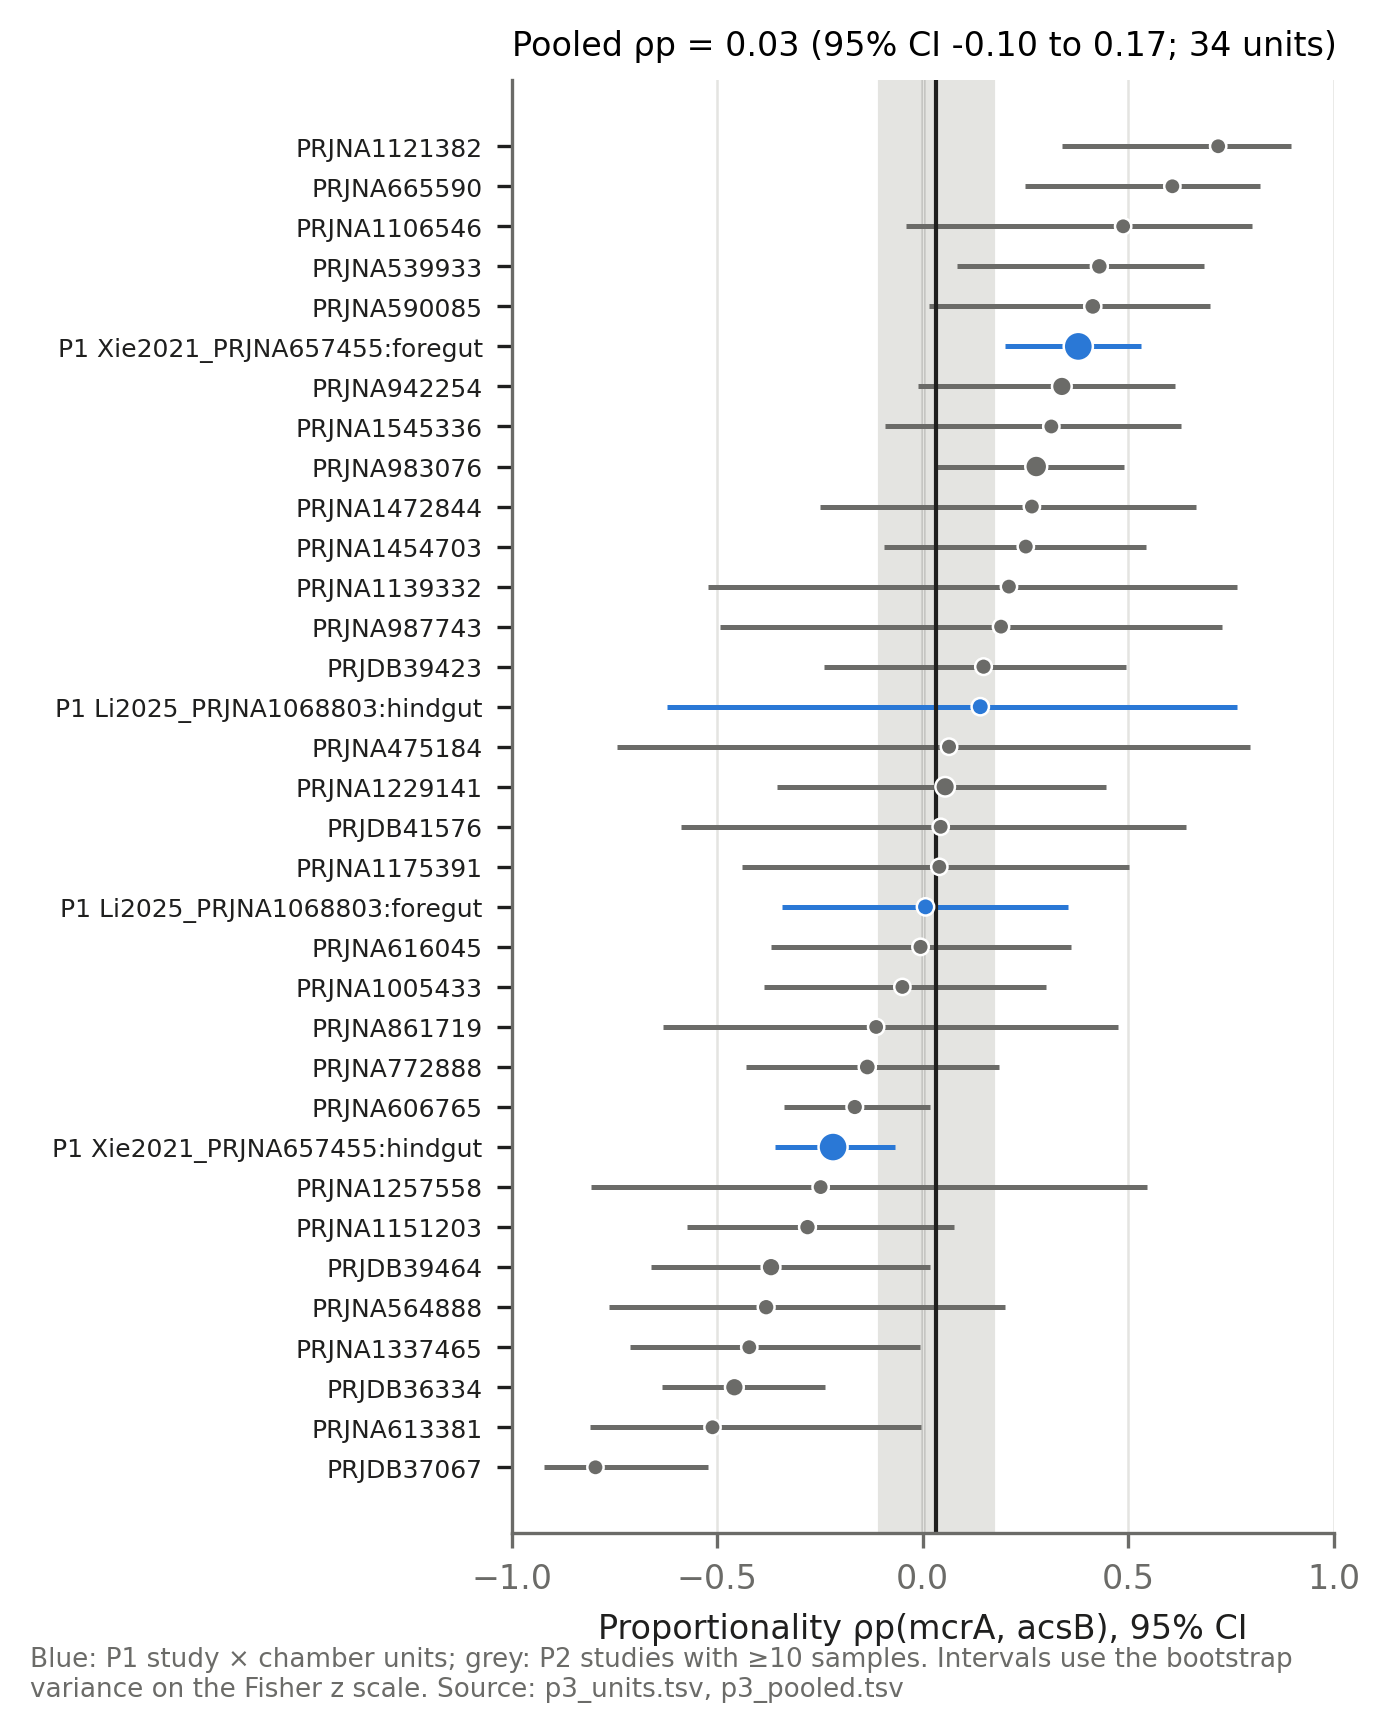 Pooled ρp = 0.03 (95% CI -0.10 to 0.17; 34 units)
PRJNA1121382
PRJNA665590
PRJNA1106546
PRJNA539933
PRJNA590085
P1 Xie2021_PRJNA657455:foregut
PRJNA942254
PRJNA1545336
PRJNA983076
PRJNA1472844
PRJNA1454703
PRJNA1139332
PRJNA987743
PRJDB39423
P1 Li2025_PRJNA1068803:hindgut
PRJNA475184
PRJNA1229141
PRJDB41576
PRJNA1175391
P1 Li2025_PRJNA1068803:foregut
PRJNA616045
PRJNA1005433
PRJNA861719
PRJNA772888
PRJNA606765
P1 Xie2021_PRJNA657455:hindgut
PRJNA1257558
PRJNA1151203
PRJDB39464
PRJNA564888
PRJNA1337465
PRJDB36334
PRJNA613381
PRJDB37067
−1.0 −0.5 0.0 0.5 1.0
Proportionality ρp(mcrA, acsB), 95% CI
Blue: P1 study × chamber units; grey: P2 studies with ≥10 samples. Intervals use the bootstrap
variance on the Fisher z scale. Source: p3_units.tsv, p3_pooled.tsv